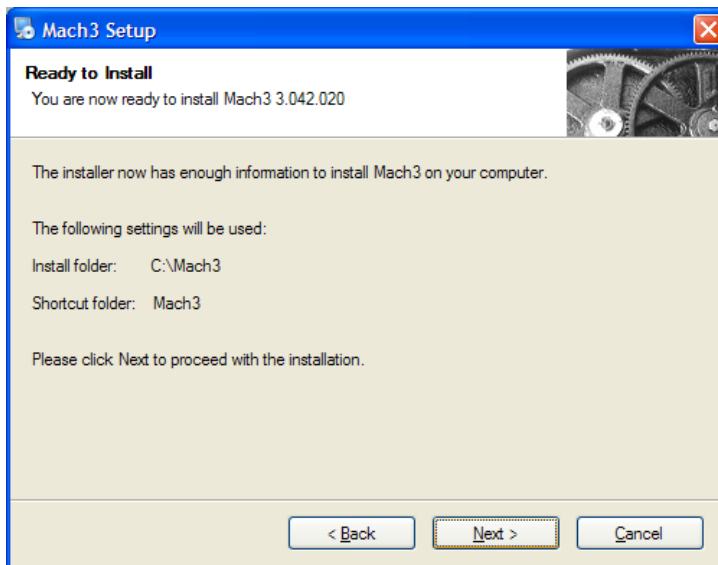 Mach3 Setup
Ready to Install
You are now ready to install Mach3 3.042.020
The installer now has enough information to install Mach3 on your computer.
The following settings will be used:
Install folder: C:\Mach3
Shortcut folder: Mach3
Please click Next to proceed with the installation.
< Back Next > Cancel